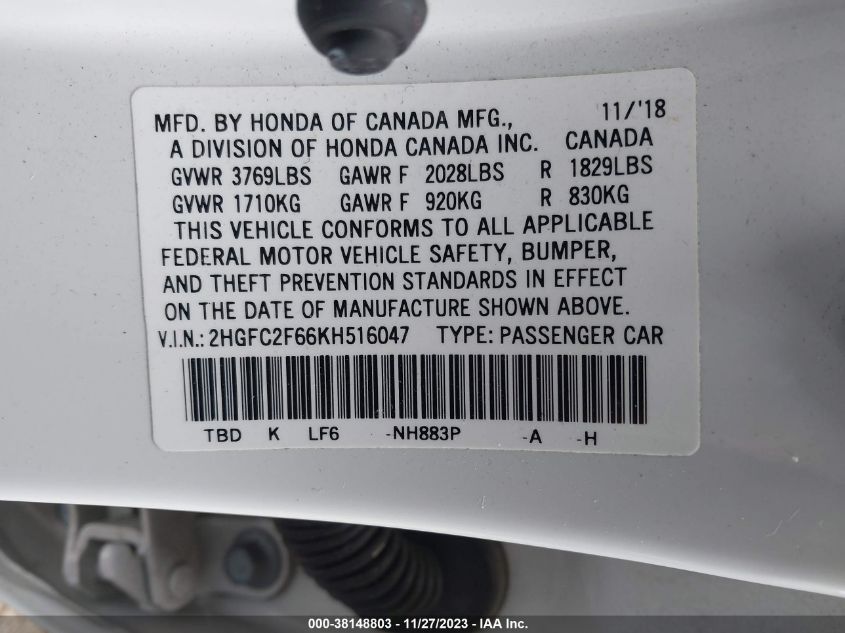 MFD. BY HONDA OF CANADA MFG., 11/'18
A DIVISION OF HONDA CANADA INC. CANADA
GVWR 3769LBS GAWR F 2028LBS R 1829LBS
GVWR 1710KG GAWR F 920KG R 830KG
THIS VEHICLE CONFORMS TO ALL APPLICABLE
FEDERAL MOTOR VEHICLE SAFETY, BUMPER,
AND THEFT PREVENTION STANDARDS IN EFFECT
ON THE DATE OF MANUFACTURE SHOWN ABOVE.
V.I.N.: 2HGFC2F66KH516047 TYPE: PASSENGER CAR
TBD K LF6 -NH883P -A -H
000-38148803 - 11/27/2023 - IAA Inc.